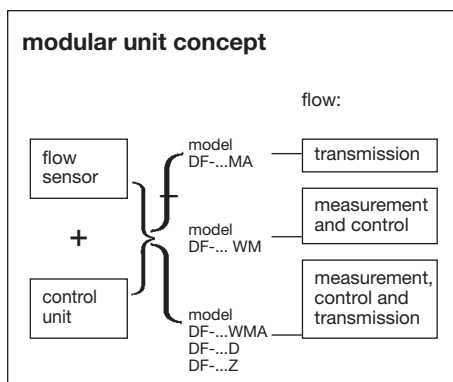 modular unit concept
flow:
flow
sensor
+
control
unit
model
DF-...MA
transmission
model
DF-... WM
measurement
and control
model
DF-...WMA
DF-...D
DF-...Z
measurement,
control and
transmission